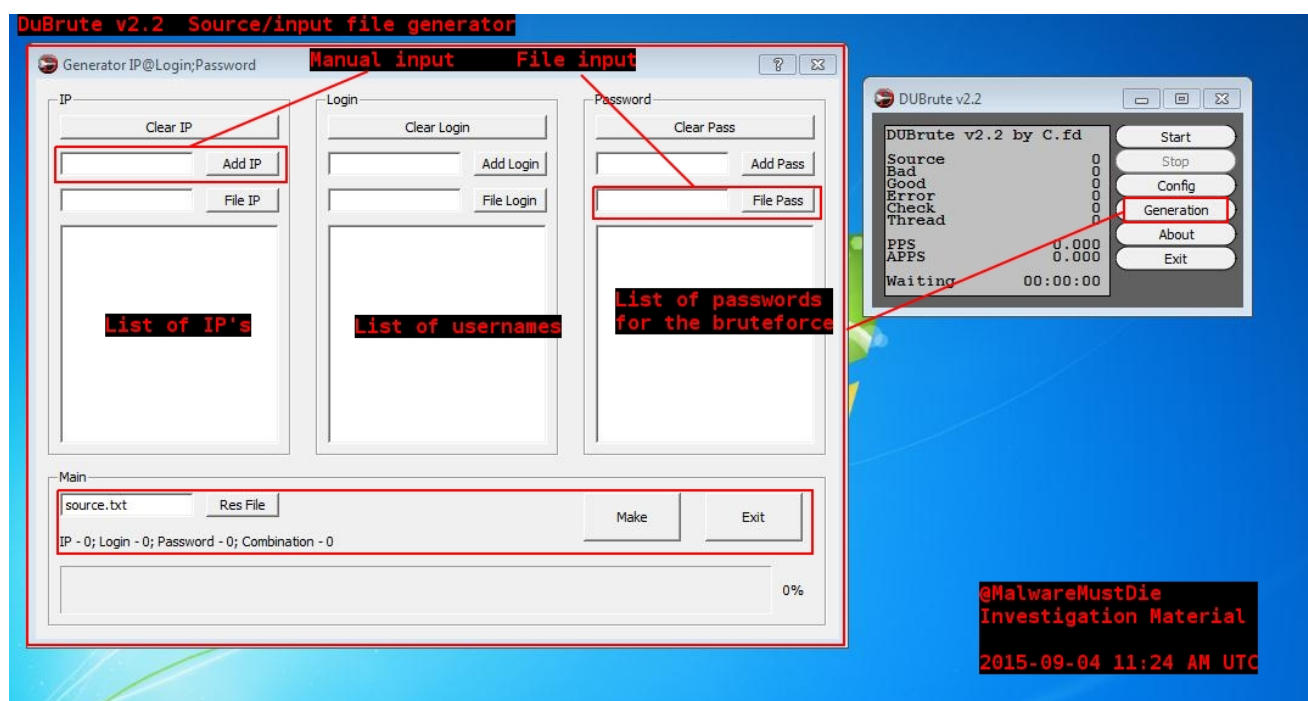 DuBrute v2.2 Source/input file generator
Manual input File input
Generator IP@Login;Password
IP
Clear IP
Add IP
File IP
List of IP's
Login
Clear Login
Add Login
File Login
List of usernames
Password
Clear Pass
Add Pass
File Pass
List of passwords
for the bruteforce
Main
source.txt Res File
Make Exit
IP - 0; Login - 0; Password - 0; Combination - 0
0%
DUBrute v2.2
DUBrute v2.2 by C.fd
Source 0
Bad 0
Good 0
Error 0
Check 0
Thread 0
PPS 0.000
APPS 0.000
Waiting 00:00:00
Start
Stop
Config
Generation
About
Exit
@MalwareMustDie
Investigation Material
2015-09-04 11:24 AM UTC